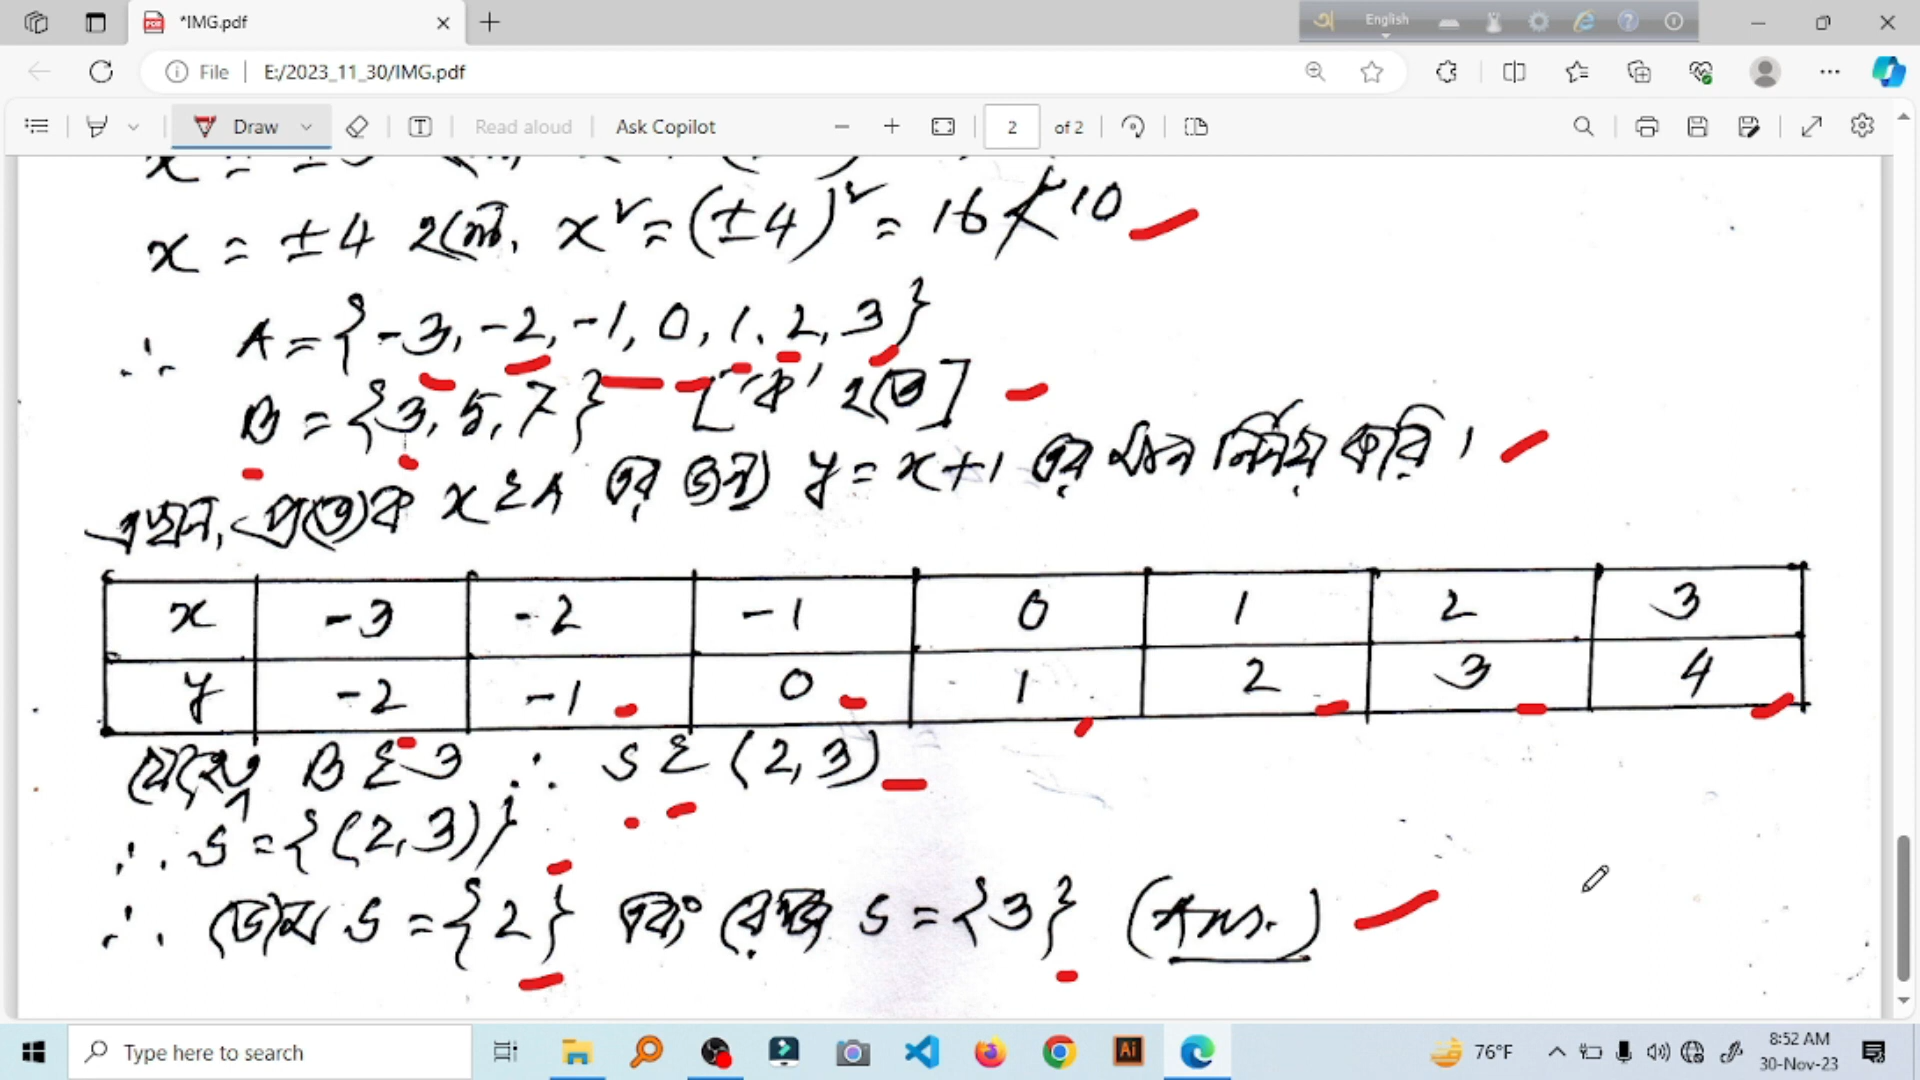 *IMG.pdf
English
File
E:/2023_11_30/IMG.pdf
Draw
Read aloud
Ask Copilot
2
of 2
x = ±4 হলে, x² = (±4)² = 16 ≮ 10
∴ A = {-3, -2, -1, 0, 1, 2, 3}
B = {3, 5, 7} ['ক' হতে]
এখন, প্রত্যেক x ∈ A এর জন্য y = x+1 এর মান নির্ণয় করি।
x -3 -2 -1 0 1 2 3
y -2 -1 0 1 2 3 4
যেহেতু B ∈ 3 ∴ S ∈ (2, 3)
∴ S = {(2, 3)}
∴ ডোমেন S = {2} এবং রেঞ্জ S = {3} (Ans.)
Type here to search
Ai
76°F
8:52 AM
30-Nov-23